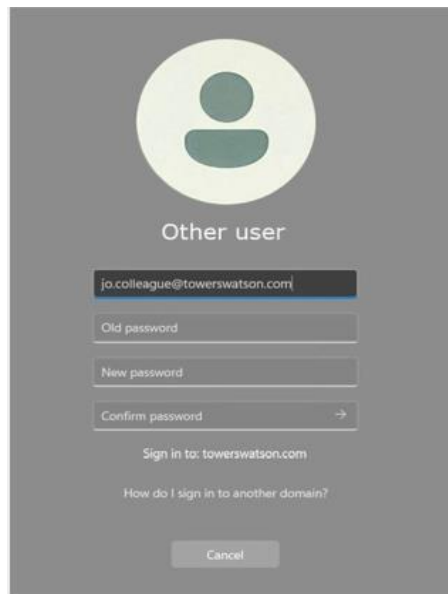 Other user
jo.colleague@towerswatson.com
Old password
New password
Confirm password
Sign in to: towerswatson.com
How do I sign in to another domain?
Cancel